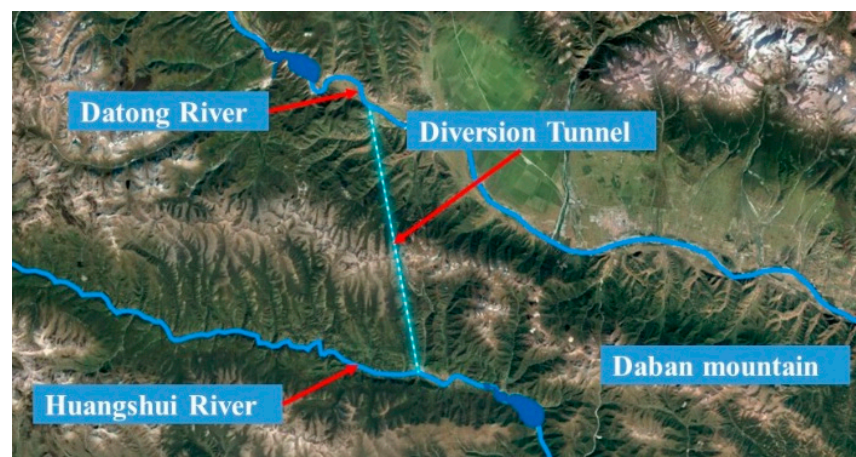 Datong River
Diversion Tunnel
Daban mountain
Huangshui River